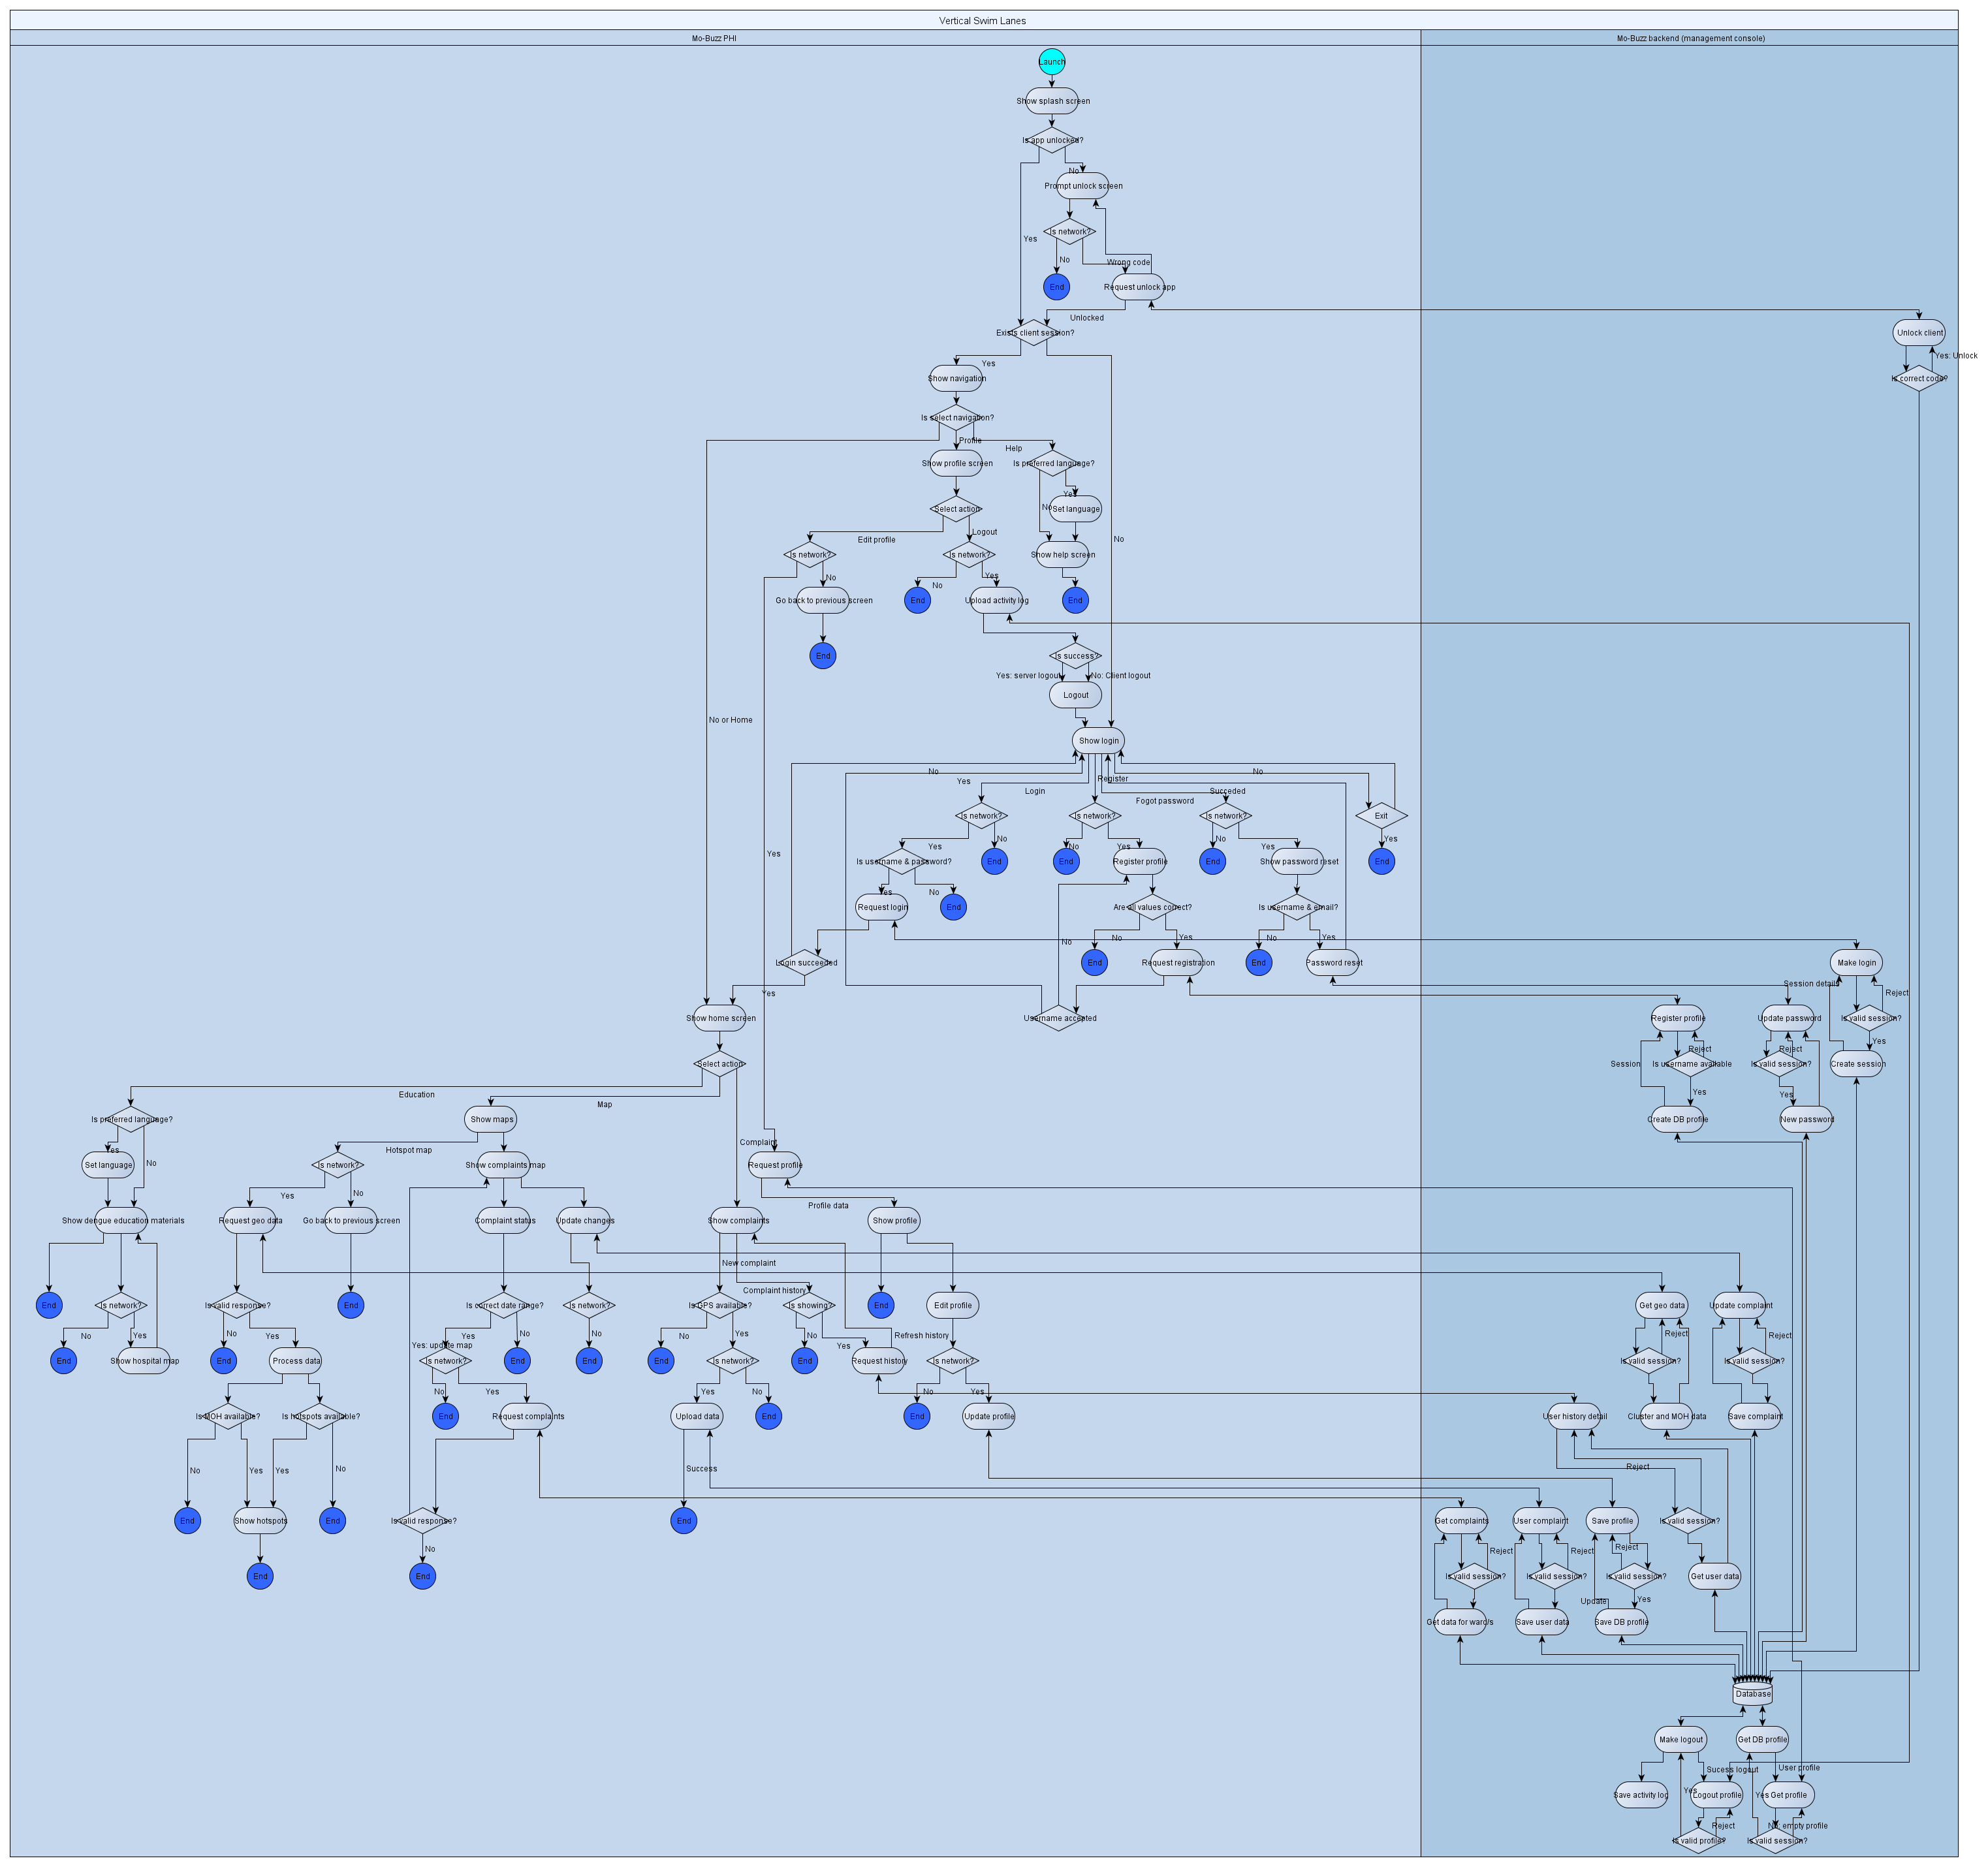 Vertical Swim Lanes
Mo-Buzz PHI
Mo-Buzz backend (management console)
Launch
Show splash screen
Is app unlocked?
No
Prompt unlock screen
Is network?
Yes
No
Wrong code
End
Request unlock app
Unlocked
Exists client session?
Unlock client
Yes: Unlock
Yes
Show navigation
Is correct code?
Is select navigation?
Profile
Help
Show profile screen
Is preferred language?
Yes
No
Select action
Set language
Logout
Edit profile
No
Is network?
Is network?
Show help screen
No
Yes
No
Go back to previous screen
End
Upload activity log
End
End
Is success?
Yes: server logout
No: Client logout
Logout
No or Home
Show login
No
No
Yes
Register
Login
Succeded
Fogot password
Is network?
Is network?
Is network?
Exit
No
No
Yes
Yes
No
Yes
Yes
Yes
Is username & password?
End
End
Register profile
End
Show password reset
End
Yes
No
Request login
End
Are all values correct?
Is username & email?
No
No
Yes
No
Yes
Login succeeded
End
Request registration
End
Password reset
Make login
Session details
Yes
Reject
Show home screen
Username accepted
Register profile
Update password
Is valid session?
Yes
Reject
Reject
Select action
Session
Is username available
Is valid session?
Create session
Education
Map
Yes
Yes
Is preferred language?
Show maps
Create DB profile
New password
Complaint
Yes
Hotspot map
No
Set language
Is network?
Show complaints map
Request profile
Yes
No
Profile data
Show dengue education materials
Request geo data
Go back to previous screen
Complaint status
Update changes
Show complaints
Show profile
New complaint
Complaint history
End
Is network?
Is valid response?
End
Is correct date range?
Is network?
Is GPS available?
Is showing?
End
Edit profile
Get geo data
Update complaint
No
Yes
No
Yes
Yes
No
No
No
Yes
No
Refresh history
Reject
Reject
Yes: update map
Yes
End
Show hospital map
End
Process data
Is network?
End
End
End
Is network?
End
Request history
Is network?
Is valid session?
Is valid session?
No
Yes
Yes
No
No
Yes
Is MOH available?
Is hotspots available?
End
Request complaints
Upload data
End
End
Update profile
User history detail
Cluster and MOH data
Save complaint
No
Yes
Yes
No
Success
Reject
End
Show hotspots
End
Is valid response?
End
Get complaints
User complaint
Save profile
Is valid session?
No
Reject
Reject
Reject
End
End
Is valid session?
Is valid session?
Is valid session?
Get user data
Update
Yes
Get data for ward/s
Save user data
Save DB profile
Database
Make logout
Get DB profile
Sucess logout
User profile
Yes
Yes
Save activity log
Logout profile
Get profile
Reject
No: empty profile
Is valid profile?
Is valid session?